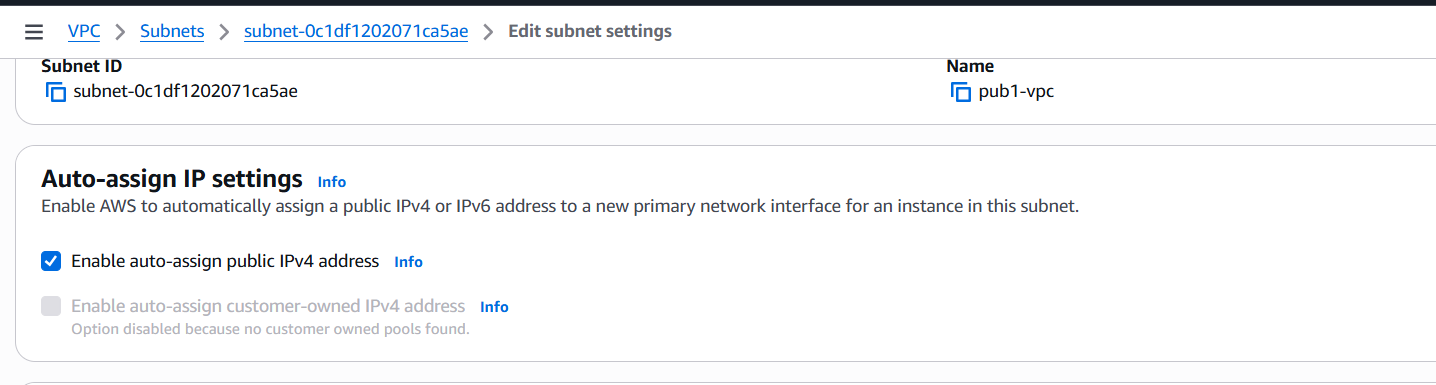 VPC > Subnets > subnet-0c1df1202071ca5ae > Edit subnet settings
Subnet ID Name
subnet-0c1df1202071ca5ae pub1-vpc
Auto-assign IP settings Info
Enable AWS to automatically assign a public IPv4 or IPv6 address to a new primary network interface for an instance in this subnet.
Enable auto-assign public IPv4 address Info
Enable auto-assign customer-owned IPv4 address Info
Option disabled because no customer owned pools found.